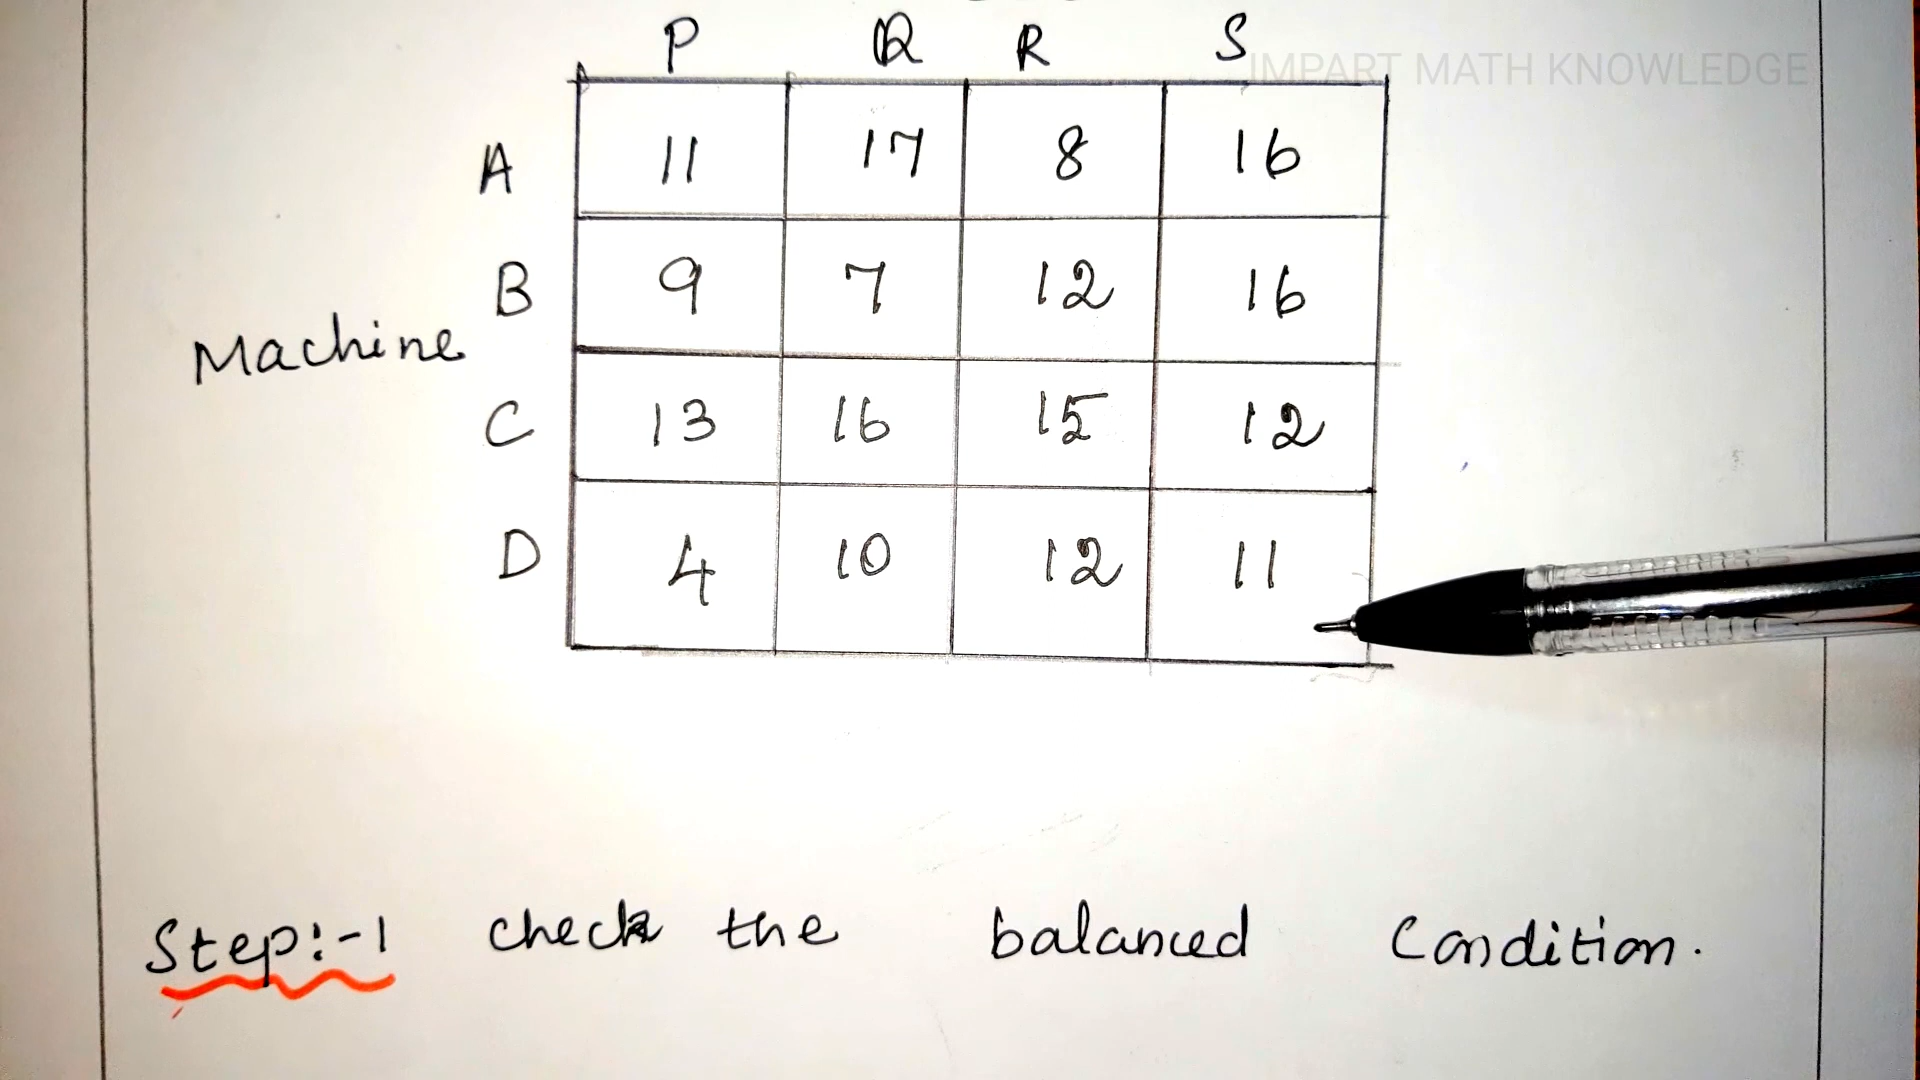 P Q R S
IMPART MATH KNOWLEDGE
A 11 17 8 16
B 9 7 12 16
Machine
C 13 16 15 12
D 4 10 12 11
Step:-1 check the balanced Condition.